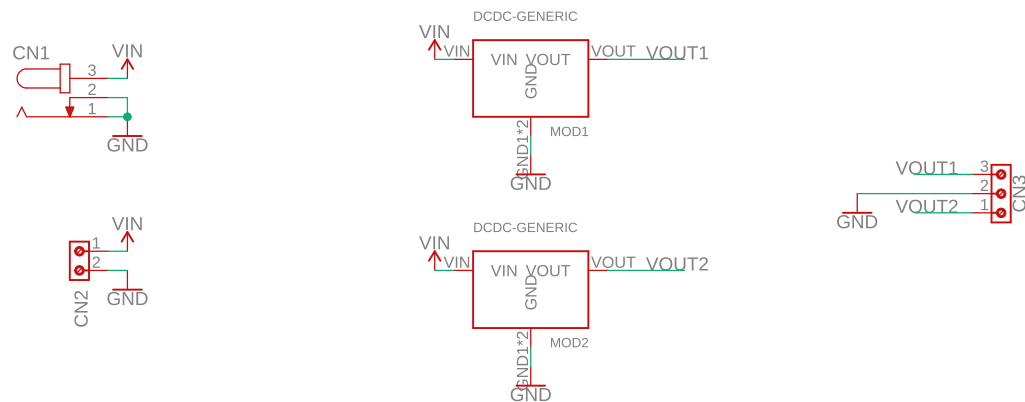 CN1
VIN
3
2
1
GND
VIN
1
2
GND
CN2
DCDC-GENERIC
VIN
VIN
VIN VOUT
GND
VOUT
VOUT1
GND1*2
MOD1
GND
DCDC-GENERIC
VIN
VIN
VIN VOUT
GND
VOUT
VOUT2
GND1*2
MOD2
GND
VOUT1
3
2
VOUT2
1
GND
CN3